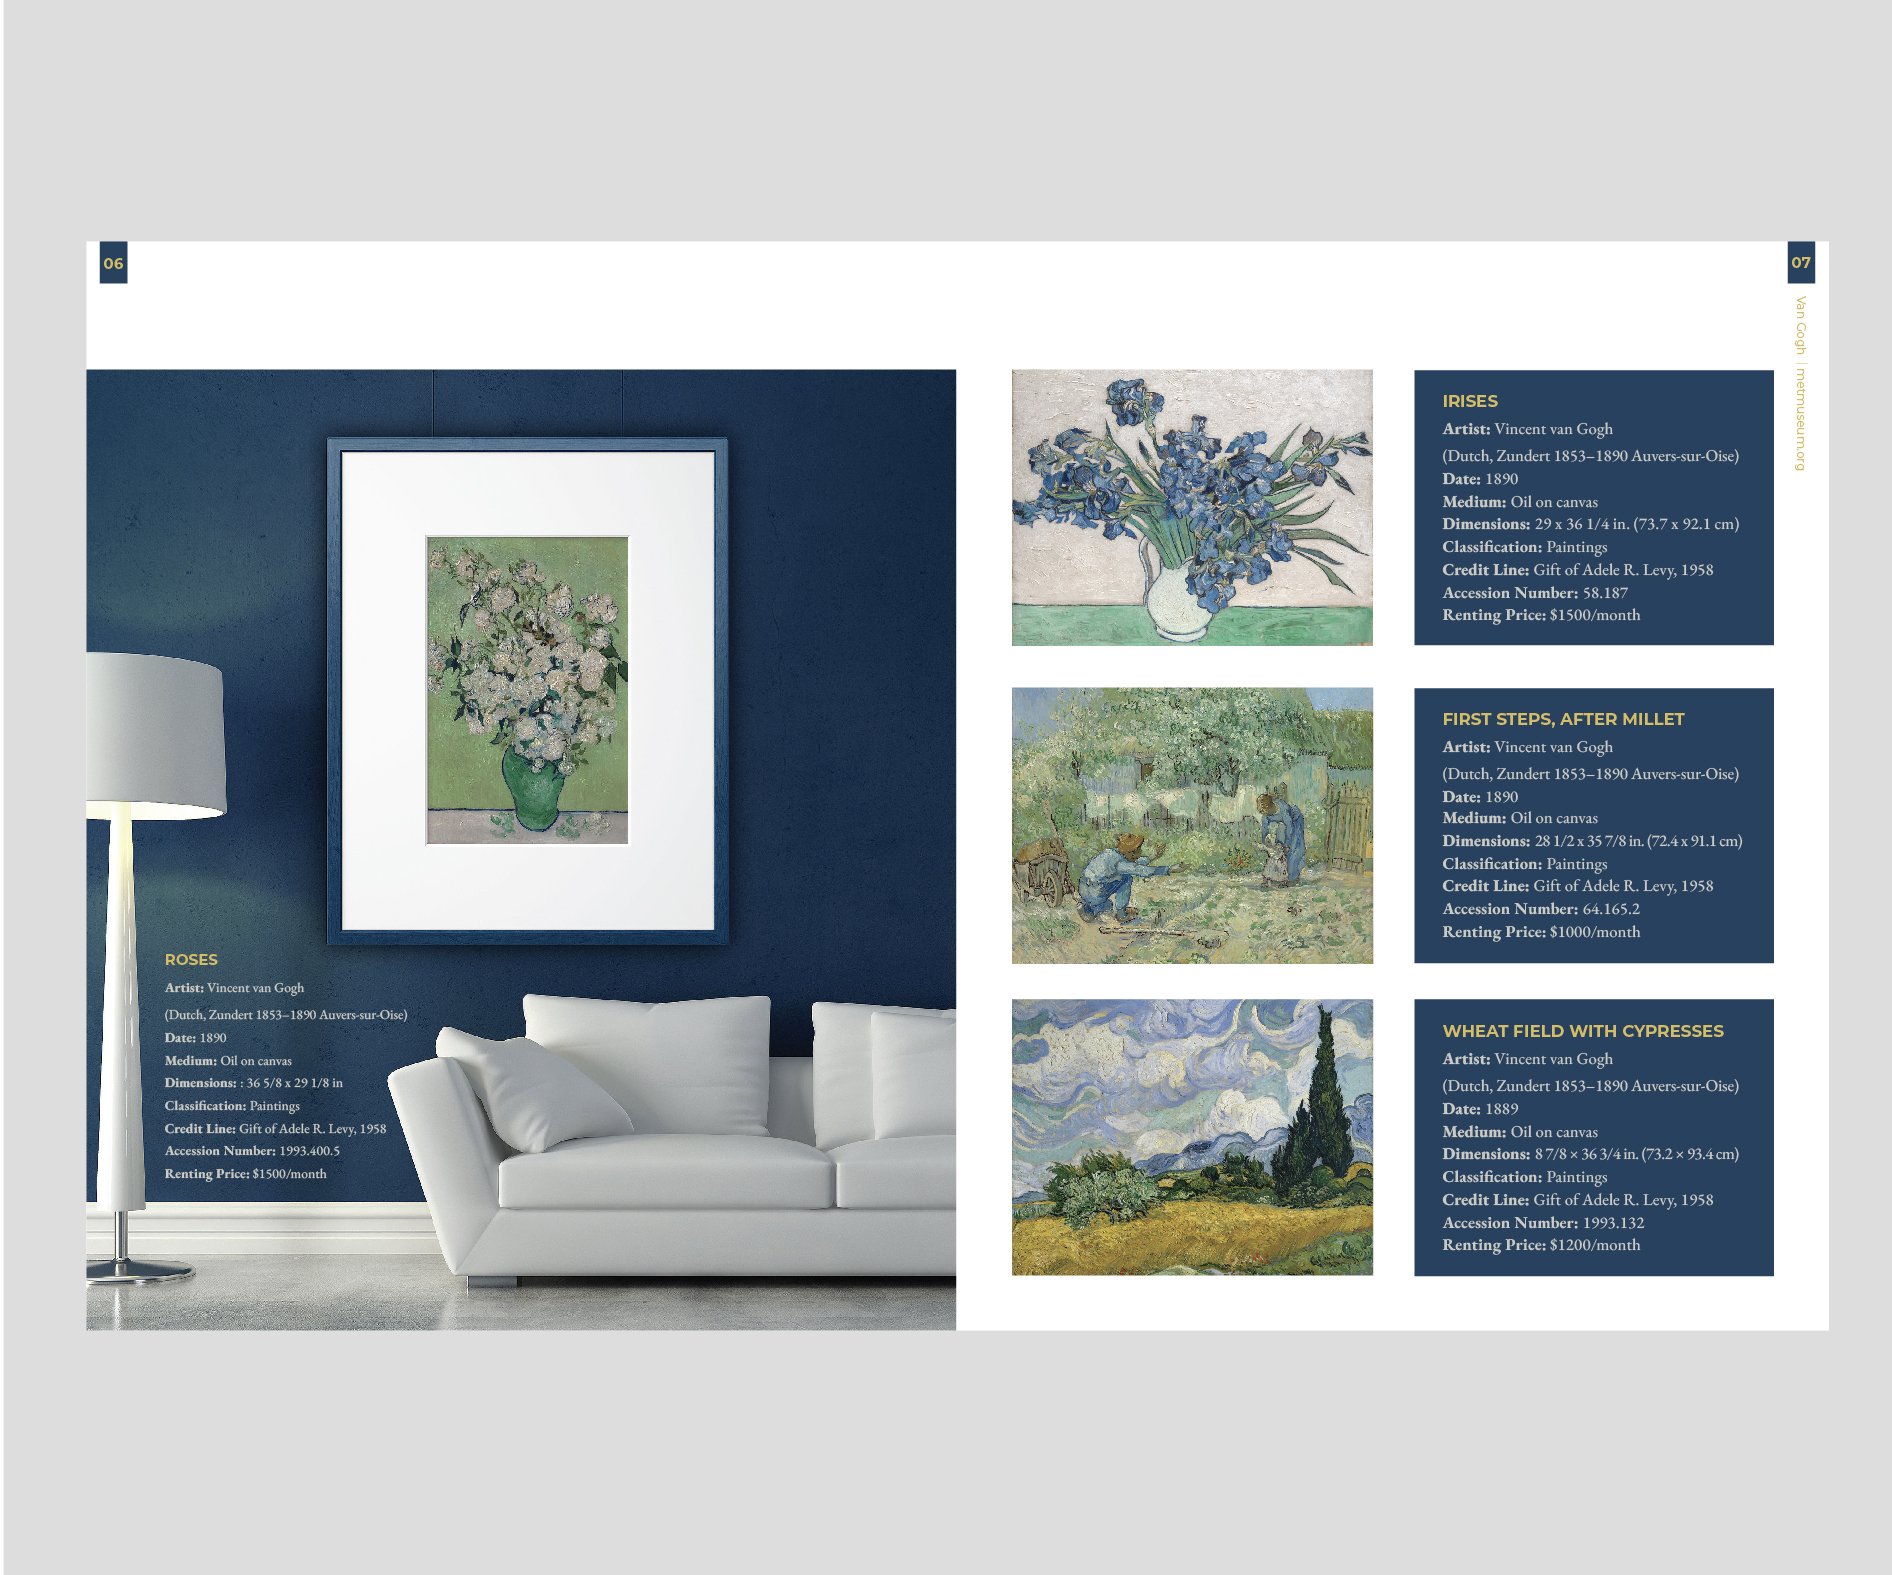 06
ROSES
Artist: Vincent van Gogh
(Dutch, Zundert 1853–1890 Auvers-sur-Oise)
Date: 1890
Medium: Oil on canvas
Dimensions: : 36 5/8 x 29 1/8 in
Classification: Paintings
Credit Line: Gift of Adele R. Levy, 1958
Accession Number: 1993.400.5
Renting Price: $1500/month
07
Van Gogh | metmuseum.org
IRISES
Artist: Vincent van Gogh
(Dutch, Zundert 1853–1890 Auvers-sur-Oise)
Date: 1890
Medium: Oil on canvas
Dimensions: 29 x 36 1/4 in. (73.7 x 92.1 cm)
Classification: Paintings
Credit Line: Gift of Adele R. Levy, 1958
Accession Number: 58.187
Renting Price: $1500/month
FIRST STEPS, AFTER MILLET
Artist: Vincent van Gogh
(Dutch, Zundert 1853–1890 Auvers-sur-Oise)
Date: 1890
Medium: Oil on canvas
Dimensions: 28 1/2 x 35 7/8 in. (72.4 x 91.1 cm)
Classification: Paintings
Credit Line: Gift of Adele R. Levy, 1958
Accession Number: 64.165.2
Renting Price: $1000/month
WHEAT FIELD WITH CYPRESSES
Artist: Vincent van Gogh
(Dutch, Zundert 1853–1890 Auvers-sur-Oise)
Date: 1889
Medium: Oil on canvas
Dimensions: 8 7/8 × 36 3/4 in. (73.2 × 93.4 cm)
Classification: Paintings
Credit Line: Gift of Adele R. Levy, 1958
Accession Number: 1993.132
Renting Price: $1200/month